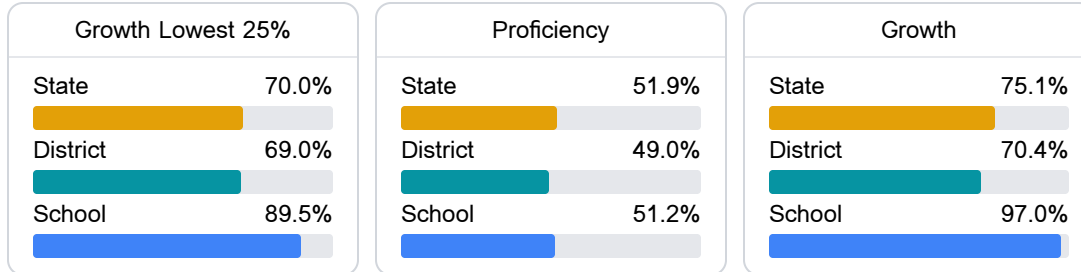 Growth Lowest 25%
State 70.0%
District 69.0%
School 89.5%
Proficiency
State 51.9%
District 49.0%
School 51.2%
Growth
State 75.1%
District 70.4%
School 97.0%